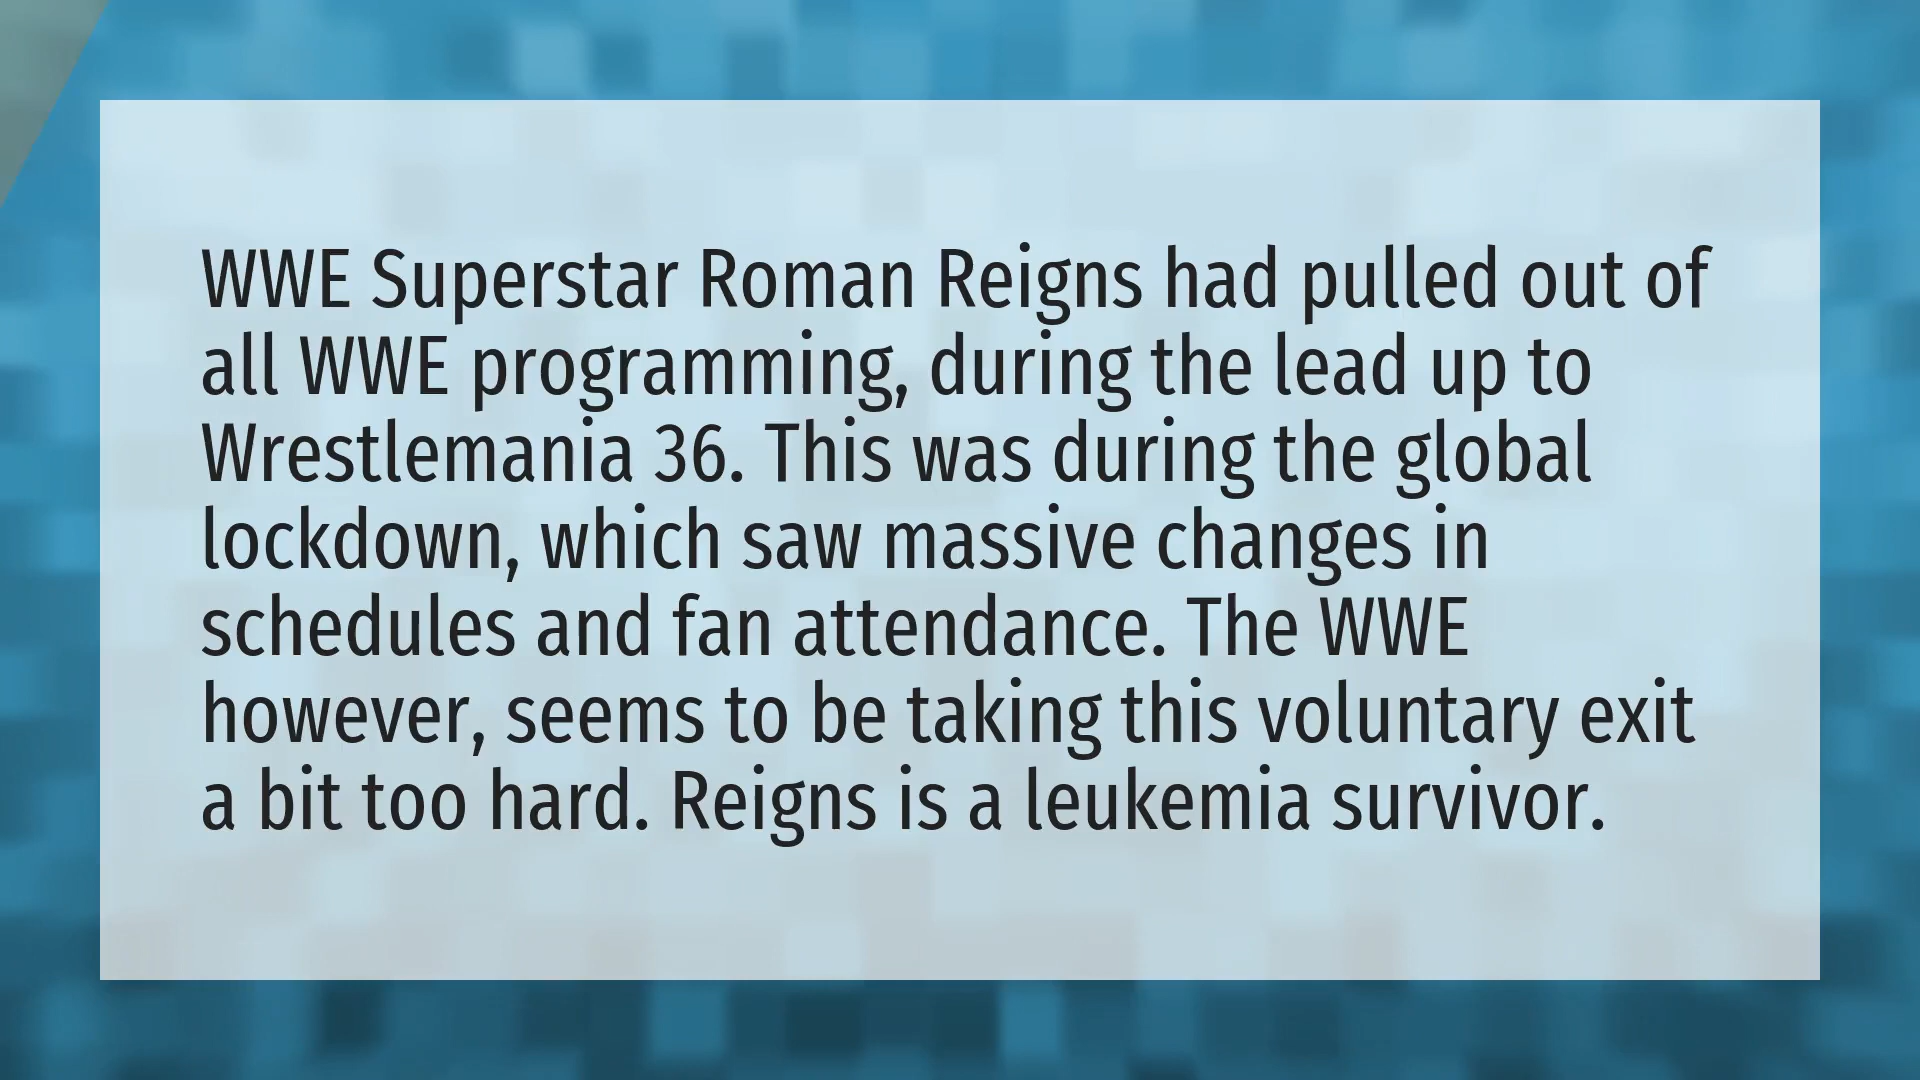 WWE Superstar Roman Reigns had pulled out of
all WWE programming, during the lead up to
Wrestlemania 36. This was during the global
lockdown, which saw massive changes in
schedules and fan attendance. The WWE
however, seems to be taking this voluntary exit
a bit too hard. Reigns is a leukemia survivor.